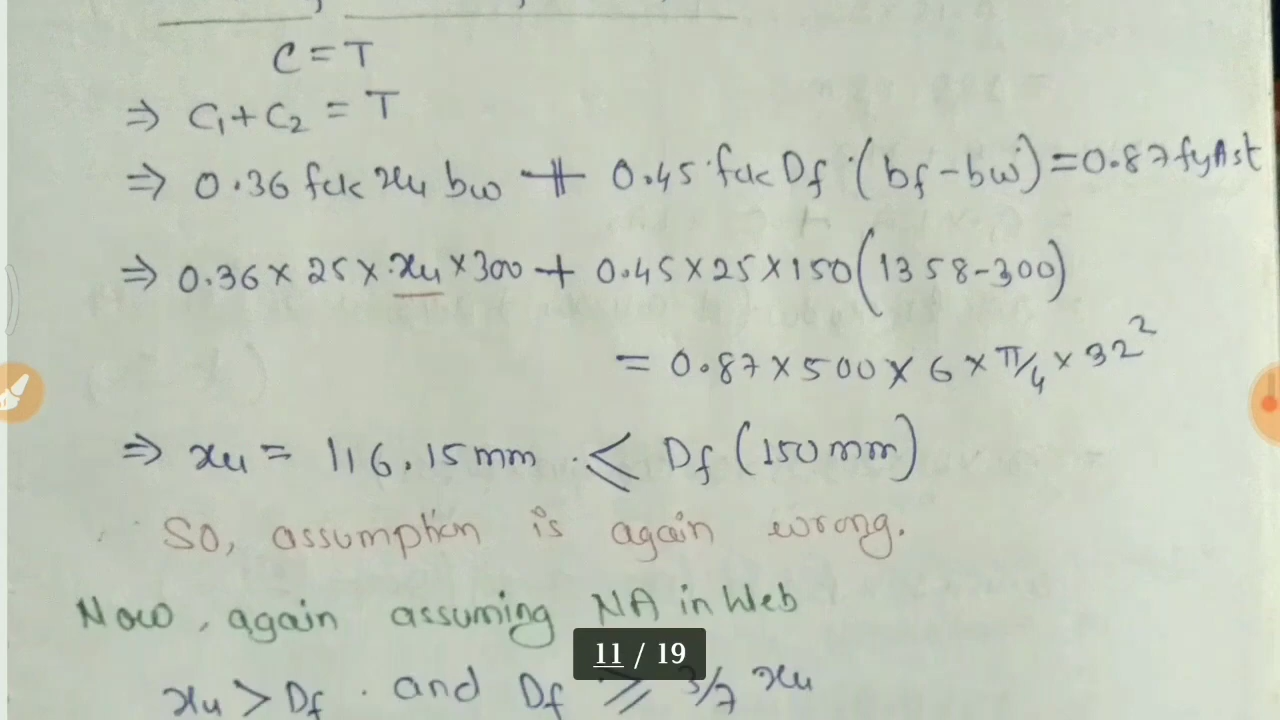 C = T
⇒ C₁ + C₂ = T
⇒ 0.36 fck xu bw + 0.45 fck Df (bf - bw) = 0.87 fy Ast
⇒ 0.36 × 25 × xu × 300 + 0.45 × 25 × 150 (1358 - 300)
= 0.87 × 500 × 6 × π/4 × 32²
⇒ xu = 116.15 mm < Df (150 mm)
So, assumption is again wrong.
Now, again assuming NA in Web
11 / 19
xu > Df . and Df ≥ 3/7 xu